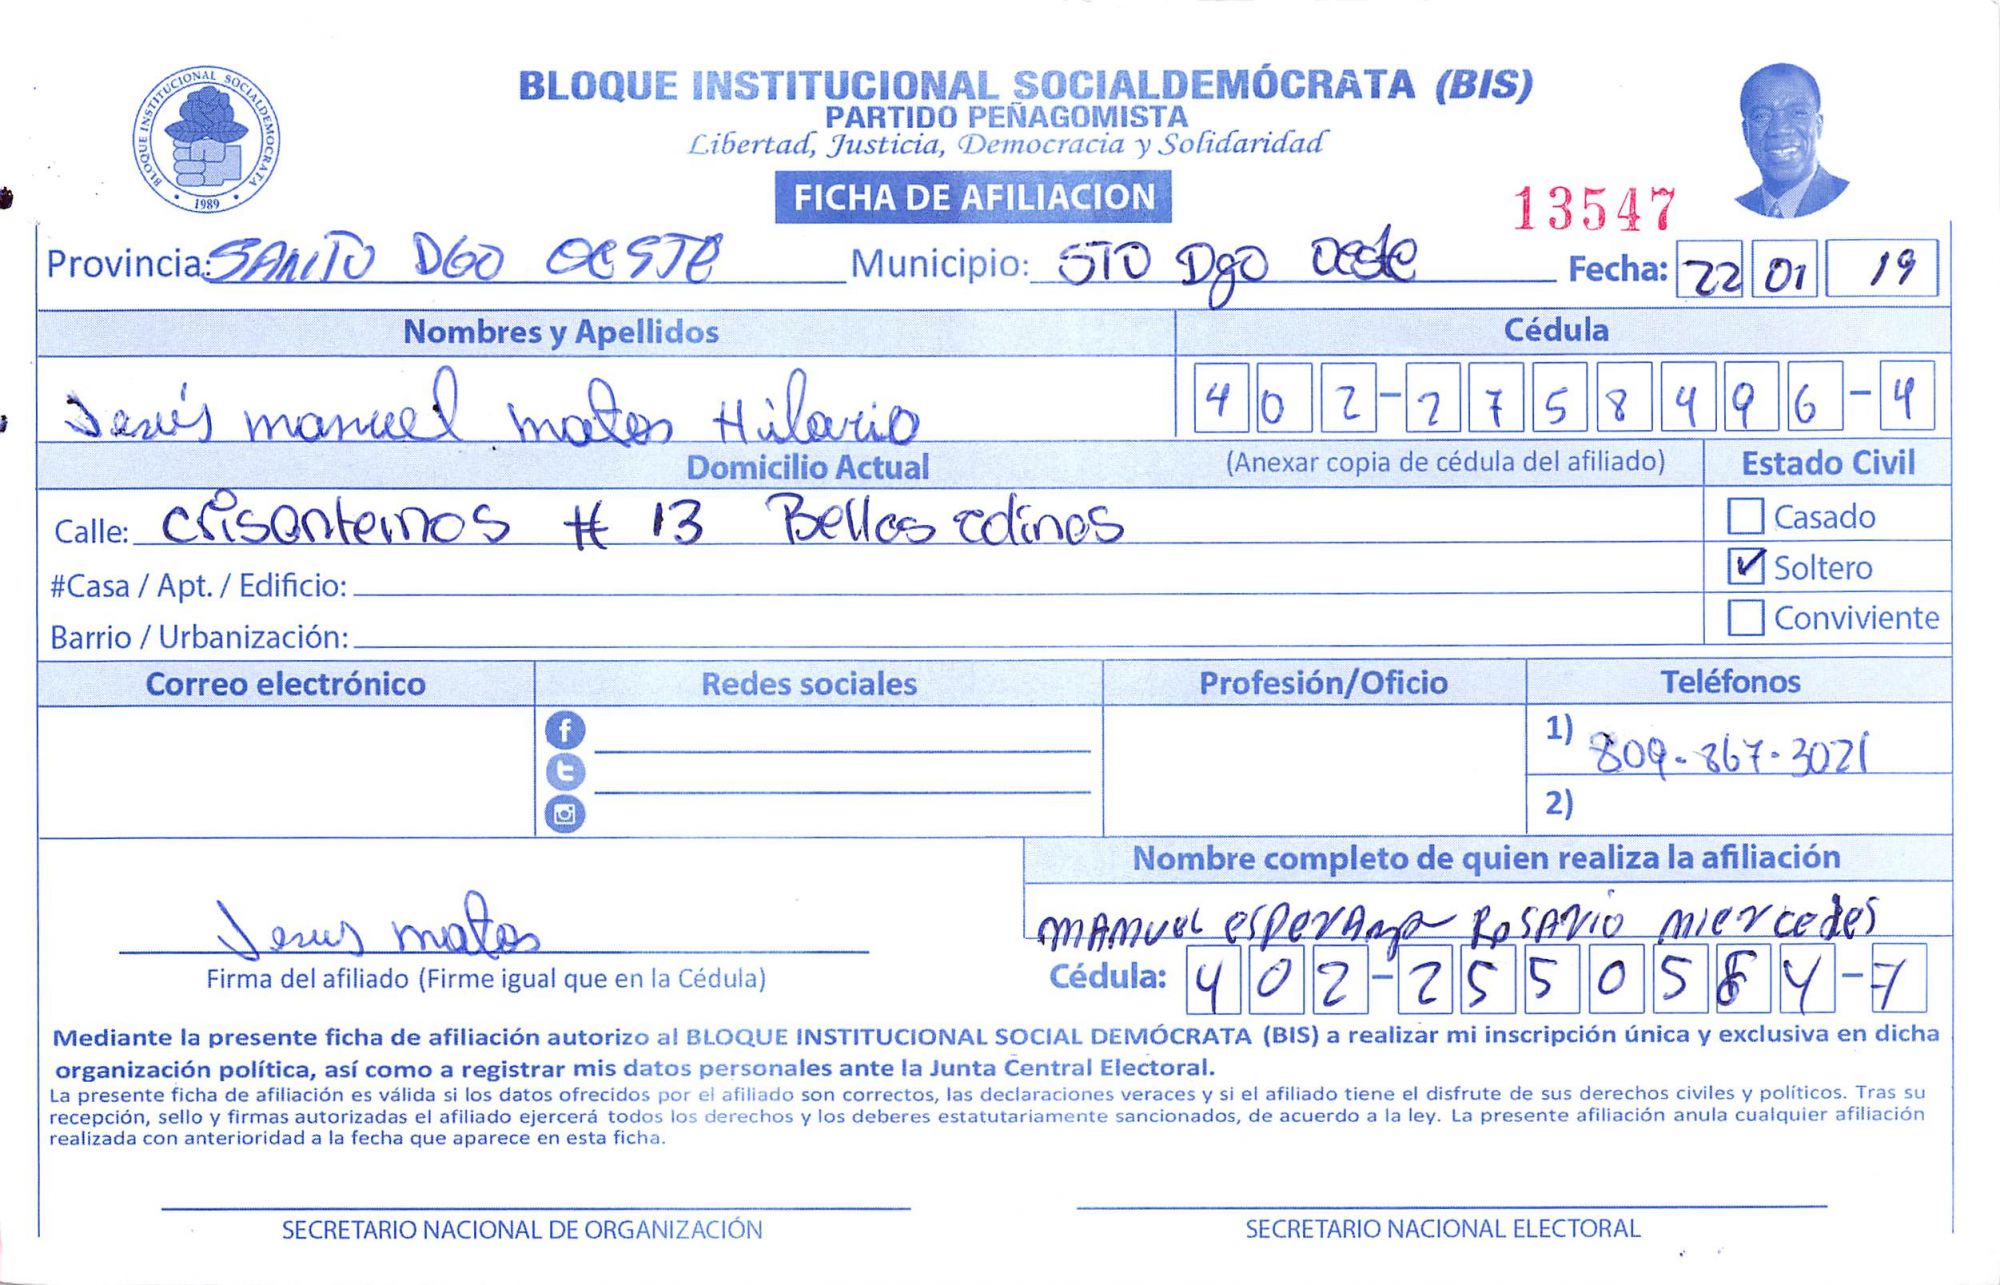 BLOQUE INSTITUCIONAL SOCIALDEMÓCRATA (BIS)
PARTIDO PEÑAGOMISTA
Libertad, Justicia, Democracia y Solidaridad
BLOQUE INSTITUCIONAL SOCIALDEMOCRATA
1989
FICHA DE AFILIACION
13547
Provincia: SANTO DGO OESTE Municipio: STO Dgo Oeste Fecha: 22 01 19
Nombres y Apellidos Cédula
Jesús manuel matos Hilario 402-2758496-4
Domicilio Actual (Anexar copia de cédula del afiliado) Estado Civil
Calle: Crisantemos # 13 Bellas Colinas Casado
#Casa / Apt. / Edificio: Soltero
Barrio / Urbanización: Conviviente
Correo electrónico Redes sociales Profesión/Oficio Teléfonos
1) 809-867-3021
2)
Nombre completo de quien realiza la afiliación
MANUEL esperanza ROSARIO Miercedes
Jesus matos
Firma del afiliado (Firme igual que en la Cédula) Cédula: 402-2550584-7
Mediante la presente ficha de afiliación autorizo al BLOQUE INSTITUCIONAL SOCIAL DEMÓCRATA (BIS) a realizar mi inscripción única y exclusiva en dicha
organización política, así como a registrar mis datos personales ante la Junta Central Electoral.
La presente ficha de afiliación es válida si los datos ofrecidos por el afiliado son correctos, las declaraciones veraces y si el afiliado tiene el disfrute de sus derechos civiles y políticos. Tras su
recepción, sello y firmas autorizadas el afiliado ejercerá todos los derechos y los deberes estatutariamente sancionados, de acuerdo a la ley. La presente afiliación anula cualquier afiliación
realizada con anterioridad a la fecha que aparece en esta ficha.
SECRETARIO NACIONAL DE ORGANIZACIÓN SECRETARIO NACIONAL ELECTORAL